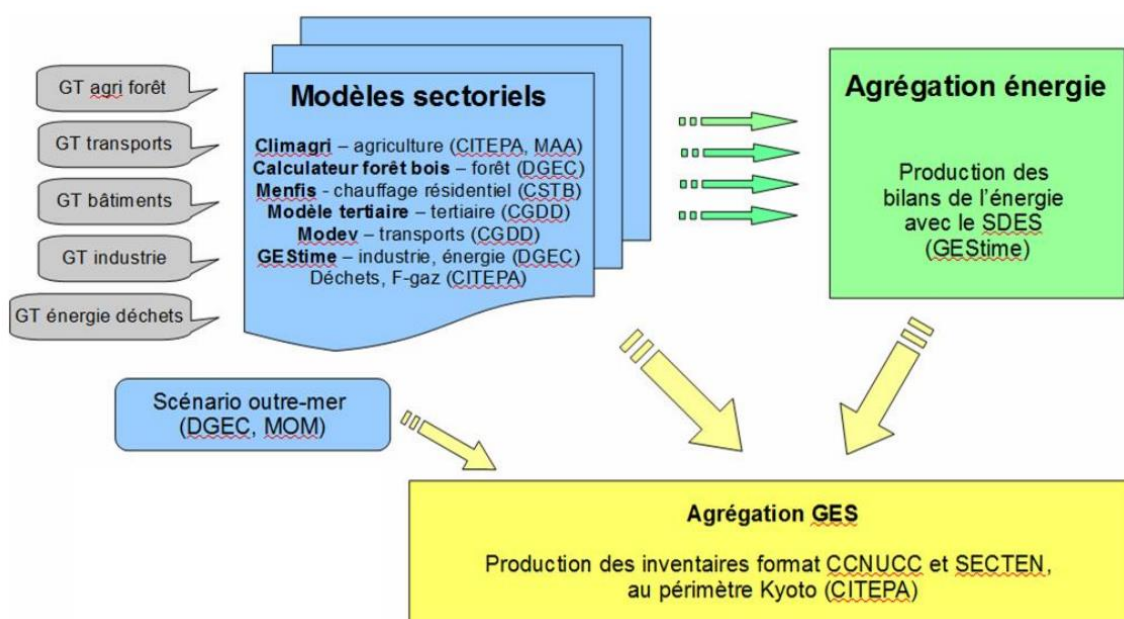 GT agri forêt
GT transports
GT bâtiments
GT industrie
GT énergie déchets
Modèles sectoriels
Climagri – agriculture (CITEPA, MAA)
Calculateur forêt bois – forêt (DGEC)
Menfis - chauffage résidentiel (CSTB)
Modèle tertiaire – tertiaire (CGDD)
Modev – transports (CGDD)
GEStime – industrie, énergie (DGEC)
Déchets, F-gaz (CITEPA)
Agrégation énergie
Production des
bilans de l'énergie
avec le SDES
(GEStime)
Scénario outre-mer
(DGEC, MOM)
Agrégation GES
Production des inventaires format CCNUCC et SECTEN,
au périmètre Kyoto (CITEPA)